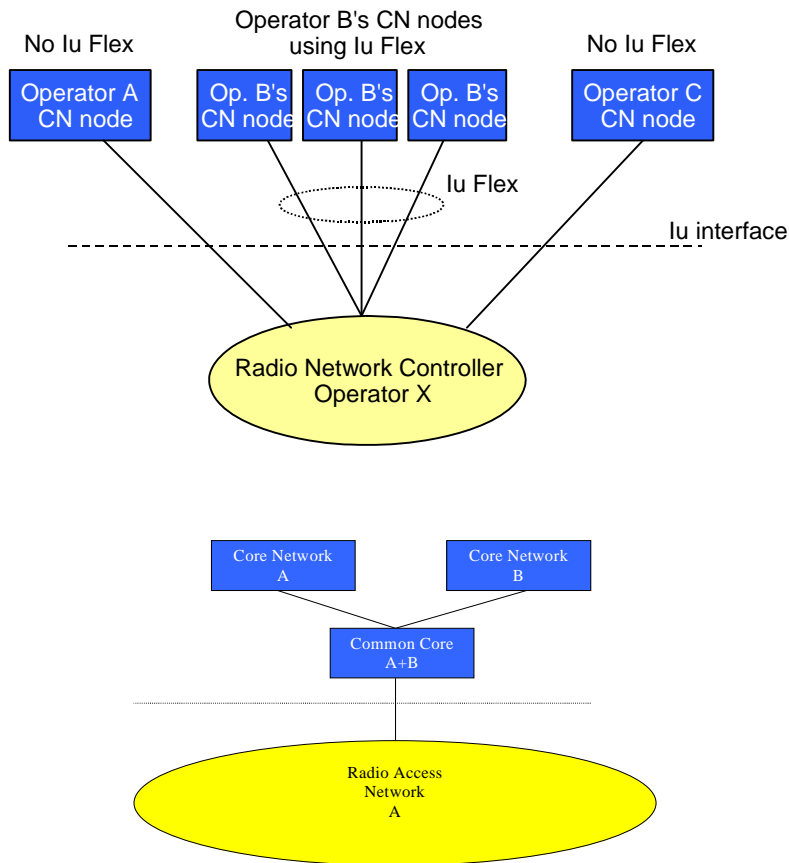 Operator B's CN nodes
using Iu Flex
No Iu Flex
No Iu Flex
Operator A
CN node
Op. B's
CN node
Op. B's
CN node
Op. B's
CN node
Operator C
CN node
Iu Flex
Iu interface
Radio Network Controller
Operator X
Core Network
A
Core Network
B
Common Core
A+B
Radio Access
Network
A